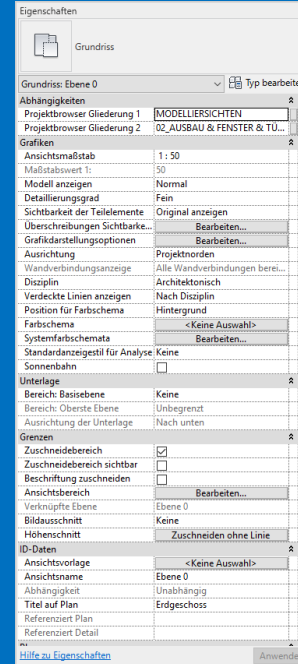 Eigenschaften
Grundriss
Grundriss: Ebene 0 Typ bearbeite
Abhängigkeiten
Projektbrowser Gliederung 1 MODELLIERSICHTEN
Projektbrowser Gliederung 2 02_AUSBAU & FENSTER & TÜ...
Grafiken
Ansichtsmaßstab 1 : 50
Maßstabswert 1: 50
Modell anzeigen Normal
Detaillierungsgrad Fein
Sichtbarkeit der Teilelemente Original anzeigen
Überschreibungen Sichtbarke... Bearbeiten...
Grafikdarstellungsoptionen Bearbeiten...
Ausrichtung Projektnorden
Wandverbindungsanzeige Alle Wandverbindungen berei...
Disziplin Architektonisch
Verdeckte Linien anzeigen Nach Disziplin
Position für Farbschema Hintergrund
Farbschema <Keine Auswahl>
Systemfarbschemata Bearbeiten...
Standardanzeigestil für Analyse Keine
Sonnenbahn
Unterlage
Bereich: Basisebene Keine
Bereich: Oberste Ebene Unbegrenzt
Ausrichtung der Unterlage Nach unten
Grenzen
Zuschneidebereich
Zuschneidebereich sichtbar
Beschriftung zuschneiden
Ansichtsbereich Bearbeiten...
Verknüpfte Ebene Ebene 0
Bildausschnitt Keine
Höhenschnitt Zuschneiden ohne Linie
ID-Daten
Ansichtsvorlage <Keine Auswahl>
Ansichtsname Ebene 0
Abhängigkeit Unabhängig
Titel auf Plan Erdgeschoss
Referenziert Plan
Referenziert Detail
Hilfe zu Eigenschaften Anwende